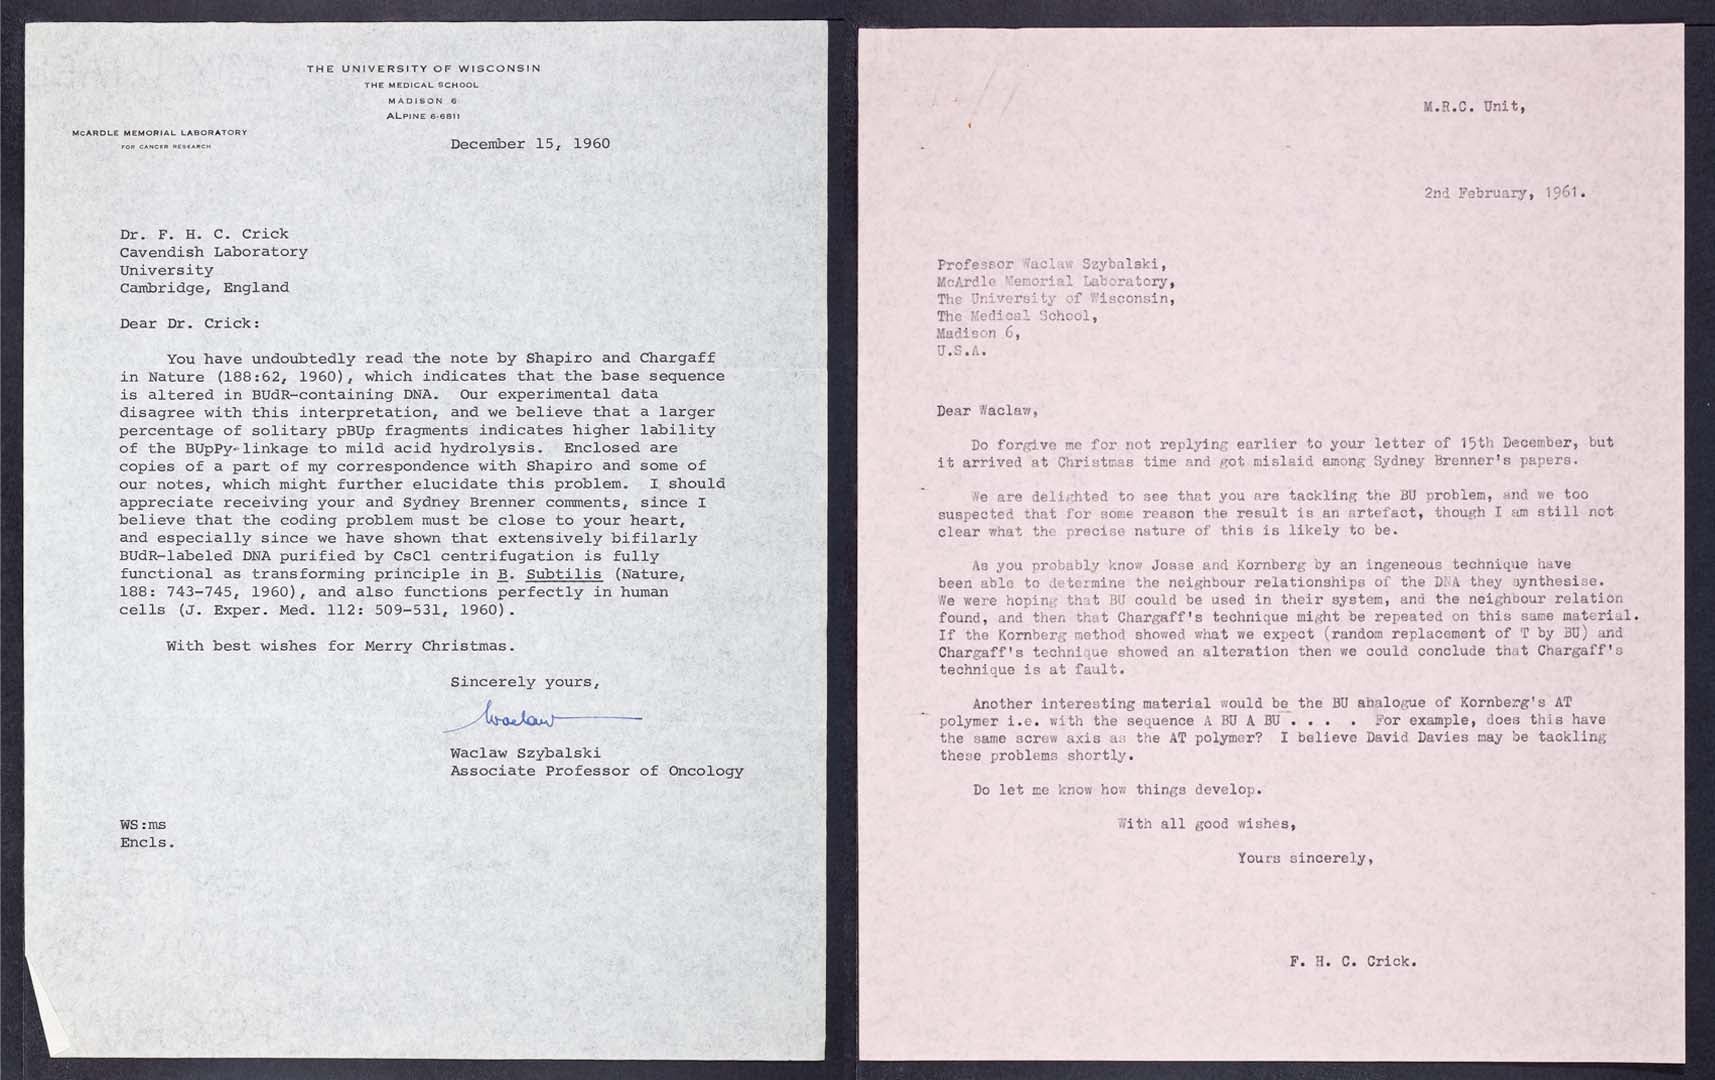 THE UNIVERSITY OF WISCONSIN
THE MEDICAL SCHOOL
MADISON 6
ALPINE 6-6811
McARDLE MEMORIAL LABORATORY
FOR CANCER RESEARCH
December 15, 1960
Dr. F. H. C. Crick
Cavendish Laboratory
University
Cambridge, England
Dear Dr. Crick:
You have undoubtedly read the note by Shapiro and Chargaff
in Nature (188:62, 1960), which indicates that the base sequence
is altered in BUdR-containing DNA. Our experimental data
disagree with this interpretation, and we believe that a larger
percentage of solitary pBUp fragments indicates higher lability
of the BUpPy-linkage to mild acid hydrolysis. Enclosed are
copies of a part of my correspondence with Shapiro and some of
our notes, which might further elucidate this problem. I should
appreciate receiving your and Sydney Brenner comments, since I
believe that the coding problem must be close to your heart,
and especially since we have shown that extensively bifilarly
BUdR-labeled DNA purified by CsCl centrifugation is fully
functional as transforming principle in B. Subtilis (Nature,
188: 743-745, 1960), and also functions perfectly in human
cells (J. Exper. Med. 112: 509-531, 1960).
With best wishes for Merry Christmas.
Sincerely yours,
Waclaw
Waclaw Szybalski
Associate Professor of Oncology
WS:ms
Encls.
M.R.C. Unit,
2nd February, 1961.
Professor Waclaw Szybalski,
McArdle Memorial Laboratory,
The University of Wisconsin,
The Medical School,
Madison 6,
U.S.A.
Dear Waclaw,
Do forgive me for not replying earlier to your letter of 15th December, but
it arrived at Christmas time and got mislaid among Sydney Brenner's papers.
We are delighted to see that you are tackling the BU problem, and we too
suspected that for some reason the result is an artefact, though I am still not
clear what the precise nature of this is likely to be.
As you probably know Josse and Kornberg by an ingeneous technique have
been able to determine the neighbour relationships of the DNA they synthesise.
We were hoping that BU could be used in their system, and the neighbour relation
found, and then that Chargaff's technique might be repeated on this same material.
If the Kornberg method showed what we expect (random replacement of T by BU) and
Chargaff's technique showed an alteration then we could conclude that Chargaff's
technique is at fault.
Another interesting material would be the BU abalogue of Kornberg's AT
polymer i.e. with the sequence A BU A BU . . . . For example, does this have
the same screw axis as the AT polymer? I believe David Davies may be tackling
these problems shortly.
Do let me know how things develop.
With all good wishes,
Yours sincerely,
F. H. C. Crick.